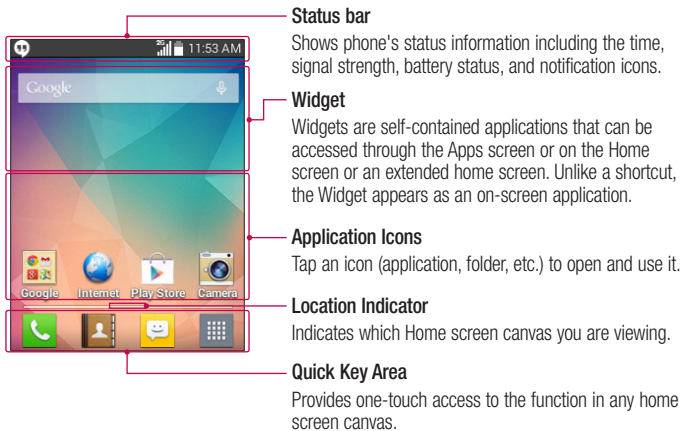 Status bar
Shows phone's status information including the time,
signal strength, battery status, and notification icons.
2G 11:53 AM
Google
Widget
Widgets are self-contained applications that can be
accessed through the Apps screen or on the Home
screen or an extended home screen. Unlike a shortcut,
the Widget appears as an on-screen application.
Application Icons
Tap an icon (application, folder, etc.) to open and use it.
Google Internet Play Store Camera
Location Indicator
Indicates which Home screen canvas you are viewing.
Quick Key Area
Provides one-touch access to the function in any home
screen canvas.